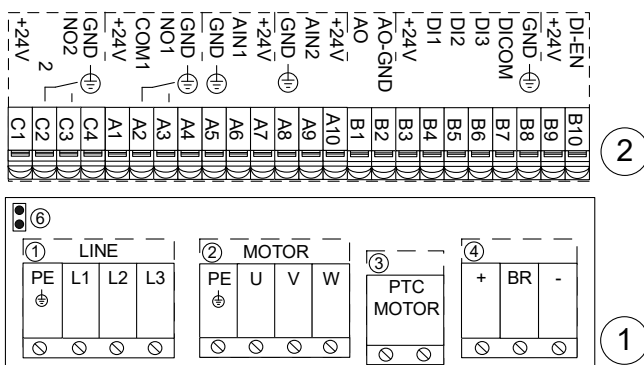 +24V 2 NO2 GND +24V COM1 NO1 GND GND AIN1 +24V GND AIN2 +24V AO AO-GND +24V DI1 DI2 DI3 DICOM GND +24V DI-EN
C1 C2 C3 C4 A1 A2 A3 A4 A5 A6 A7 A8 A9 A10 B1 B2 B3 B4 B5 B6 B7 B8 B9 B10
2
6
1 LINE
PE L1 L2 L3
2 MOTOR
PE U V W
3
PTC
MOTOR
4
+ BR -
1